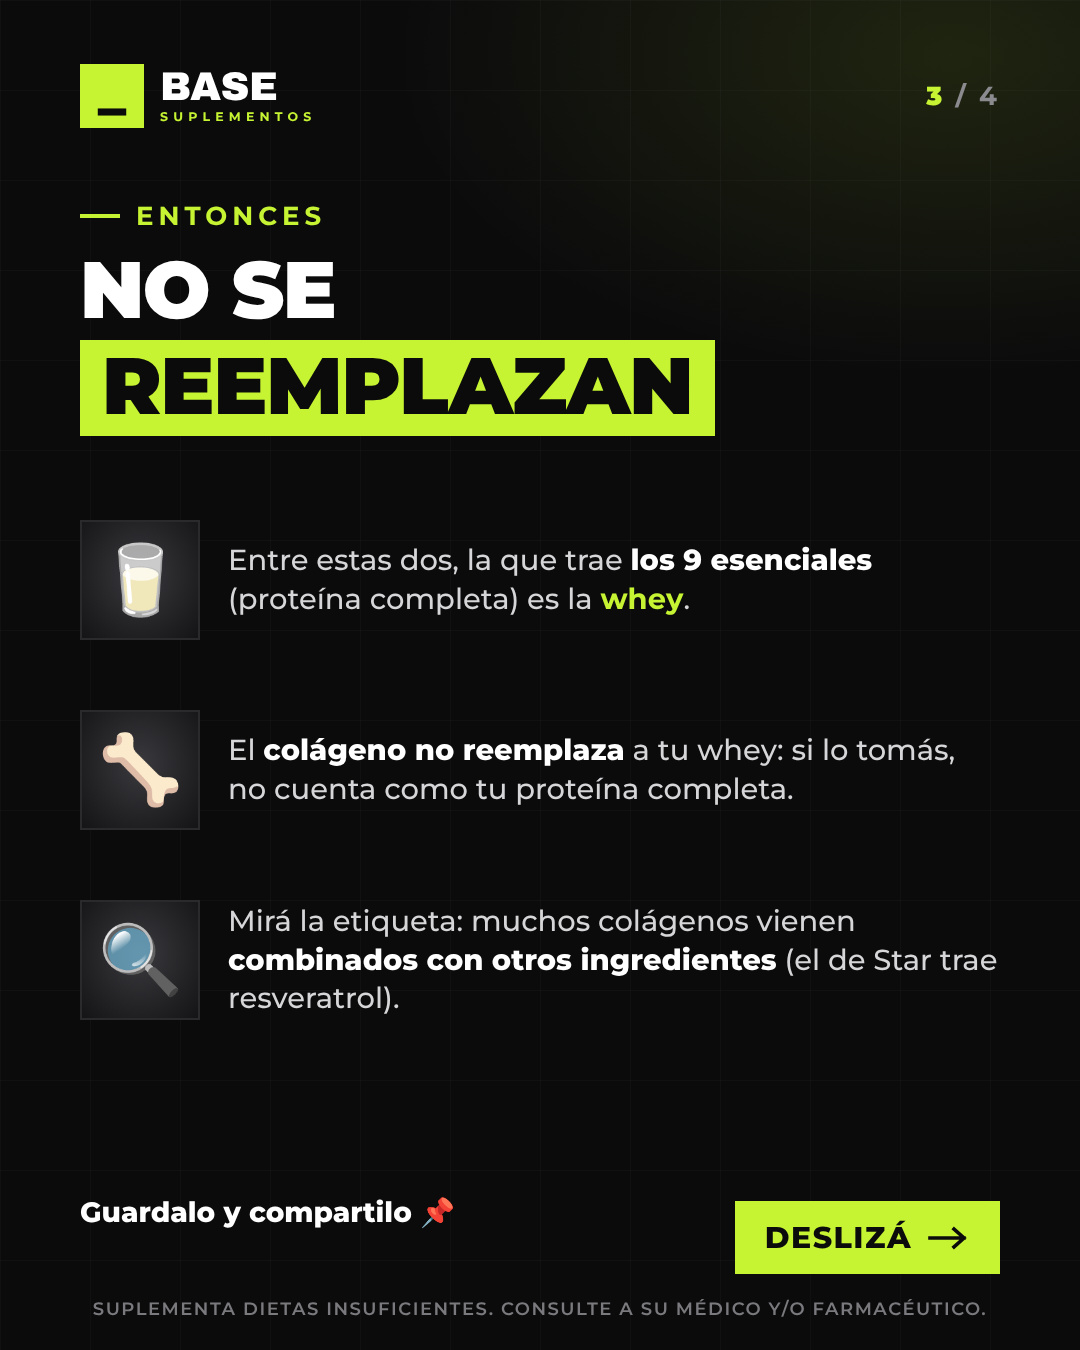 BASE
SUPLEMENTOS
3 / 4
ENTONCES
NO SE
REEMPLAZAN
Entre estas dos, la que trae los 9 esenciales
(proteína completa) es la whey.
El colágeno no reemplaza a tu whey: si lo tomás,
no cuenta como tu proteína completa.
Mirá la etiqueta: muchos colágenos vienen
combinados con otros ingredientes (el de Star trae
resveratrol).
Guardalo y compartilo 📌
DESLIZÁ →
SUPLEMENTA DIETAS INSUFICIENTES. CONSULTE A SU MÉDICO Y/O FARMACÉUTICO.